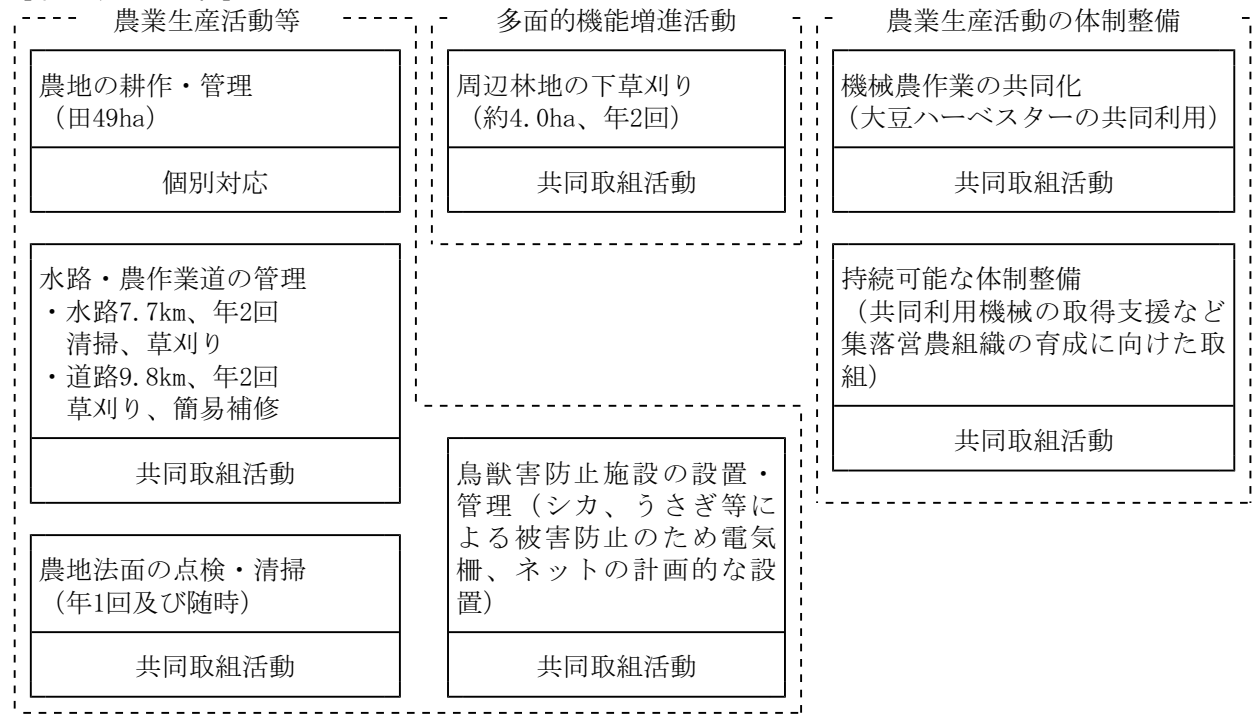 農業生産活動等
農地の耕作・管理
（田49ha）
個別対応
水路・農作業道の管理
・水路7.7km、年2回
清掃、草刈り
・道路9.8km、年2回
草刈り、簡易補修
共同取組活動
農地法面の点検・清掃
（年1回及び随時）
共同取組活動
鳥獣害防止施設の設置・
管理（シカ、うさぎ等に
よる被害防止のため電気
柵、ネットの計画的な設
置）
共同取組活動
多面的機能増進活動
周辺林地の下草刈り
（約4.0ha、年2回）
共同取組活動
農業生産活動の体制整備
機械農作業の共同化
（大豆ハーベスターの共同利用）
共同取組活動
持続可能な体制整備
（共同利用機械の取得支援など
集落営農組織の育成に向けた取
組）
共同取組活動